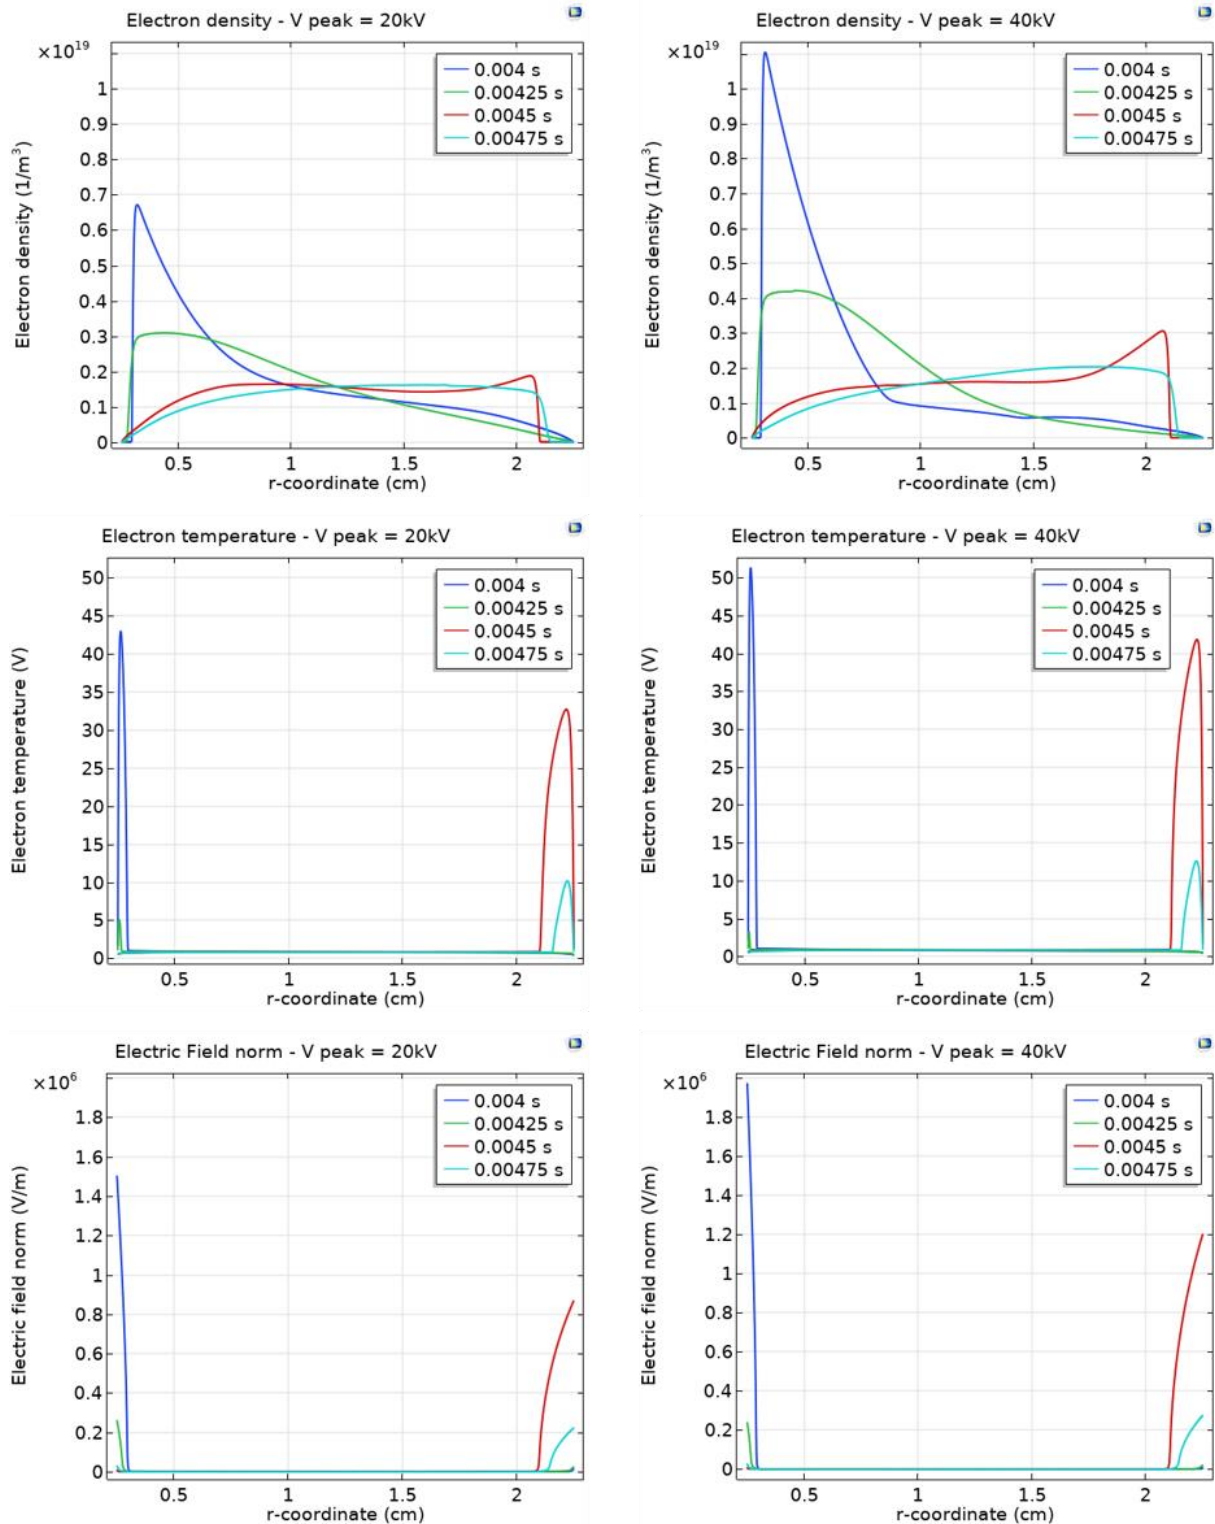 Electron density - V peak = 20kV
×10¹⁹
0.004 s
0.00425 s
0.0045 s
0.00475 s
1
0.9
0.8
0.7
0.6
0.5
0.4
0.3
0.2
0.1
0
Electron density (1/m³)
0.5 1 1.5 2
r-coordinate (cm)
Electron density - V peak = 40kV
×10¹⁹
0.004 s
0.00425 s
0.0045 s
0.00475 s
1
0.9
0.8
0.7
0.6
0.5
0.4
0.3
0.2
0.1
0
Electron density (1/m³)
0.5 1 1.5 2
r-coordinate (cm)
Electron temperature - V peak = 20kV
0.004 s
0.00425 s
0.0045 s
0.00475 s
50
45
40
35
30
25
20
15
10
5
0
Electron temperature (V)
0.5 1 1.5 2
r-coordinate (cm)
Electron temperature - V peak = 40kV
0.004 s
0.00425 s
0.0045 s
0.00475 s
50
45
40
35
30
25
20
15
10
5
0
Electron temperature (V)
0.5 1 1.5 2
r-coordinate (cm)
Electric Field norm - V peak = 20kV
×10⁶
0.004 s
0.00425 s
0.0045 s
0.00475 s
1.8
1.6
1.4
1.2
1
0.8
0.6
0.4
0.2
0
Electric field norm (V/m)
0.5 1 1.5 2
r-coordinate (cm)
Electric Field norm - V peak = 40kV
×10⁶
0.004 s
0.00425 s
0.0045 s
0.00475 s
1.8
1.6
1.4
1.2
1
0.8
0.6
0.4
0.2
0
Electric field norm (V/m)
0.5 1 1.5 2
r-coordinate (cm)